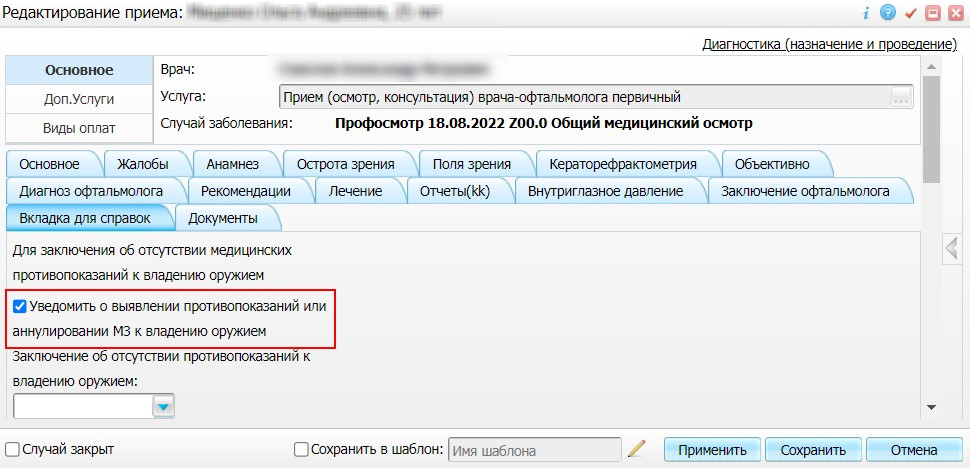 Редактирование приема:
Диагностика (назначение и проведение)
Основное
Доп.Услуги
Виды оплат
Врач:
Услуга: Прием (осмотр, консультация) врача-офтальмолога первичный ...
Случай заболевания: Профосмотр 18.08.2022 Z00.0 Общий медицинский осмотр
Основное Жалобы Анамнез Острота зрения Поля зрения Кераторефрактометрия Объективно
Диагноз офтальмолога Рекомендации Лечение Отчеты(kk) Внутриглазное давление Заключение офтальмолога
Вкладка для справок Документы
Для заключения об отсутствии медицинских
противопоказаний к владению оружием
Уведомить о выявлении противопоказаний или
аннулировании МЗ к владению оружием
Заключение об отсутствии противопоказаний к
владению оружием:
Случай закрыт Сохранить в шаблон: Имя шаблона Применить Сохранить Отмена